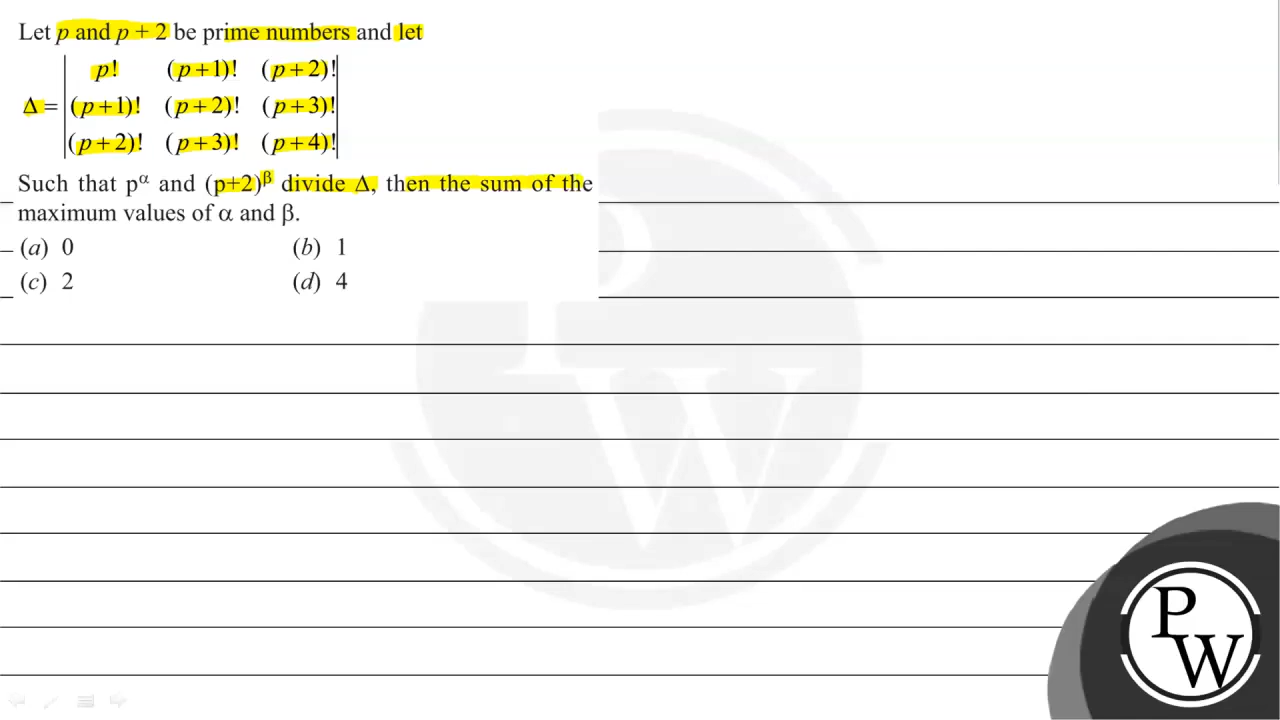 Let p and p + 2 be prime numbers and let
Δ = | p! (p+1)! (p+2)! |
| (p+1)! (p+2)! (p+3)! |
| (p+2)! (p+3)! (p+4)! |
Such that p^α and (p+2)^β divide Δ, then the sum of the
maximum values of α and β.
(a) 0 (b) 1
(c) 2 (d) 4
P
W